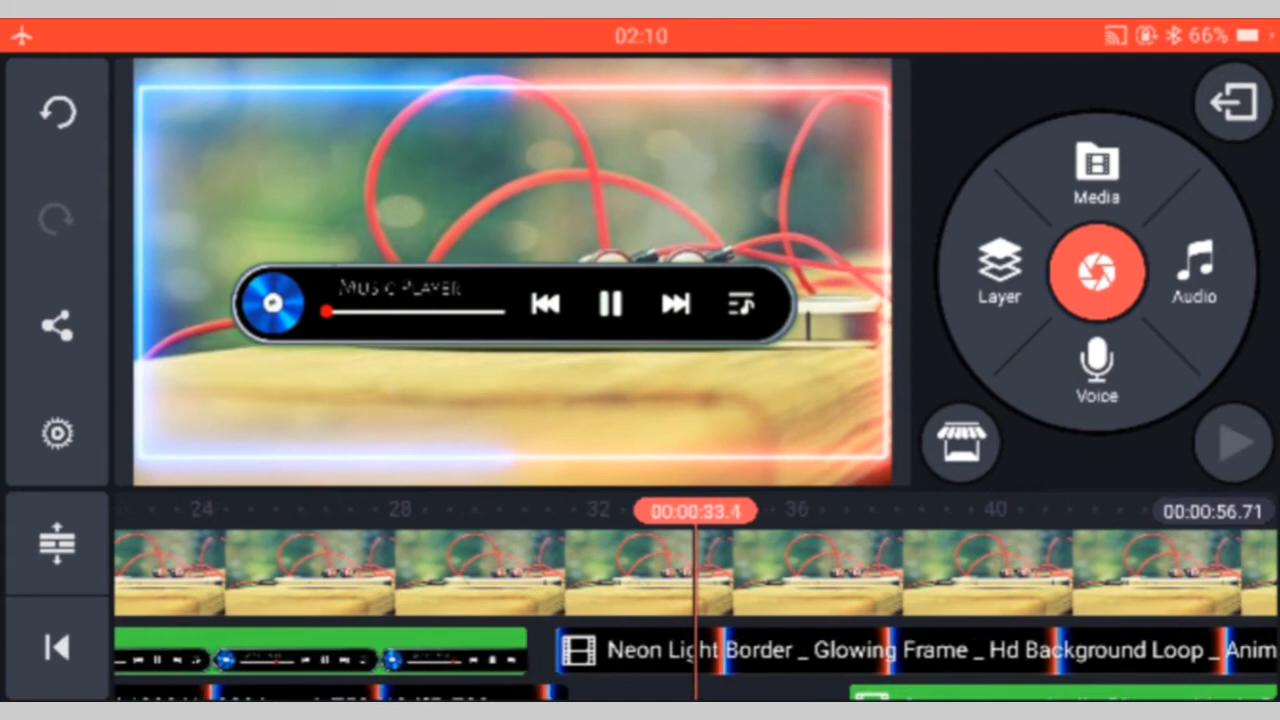 02:10
66%
Media
Layer
Audio
Voice
MUSIC PLAYER
24
28
32
00:00:33.4
36
40
00:00:56.71
Neon Light Border _ Glowing Frame _ Hd Background Loop _ Anim